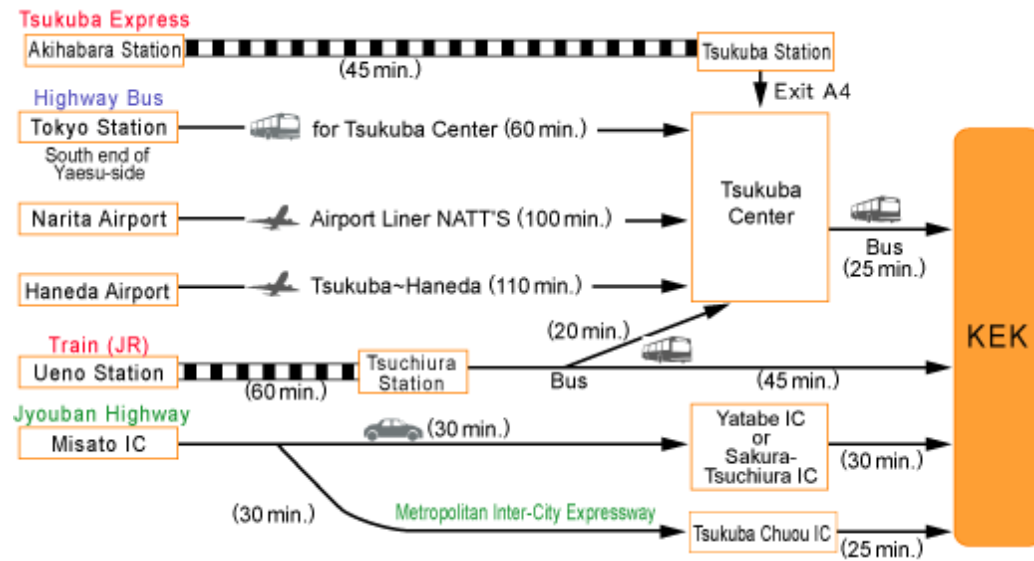 Tsukuba Express
Akihabara Station
(45 min.)
Tsukuba Station
Exit A4
Highway Bus
Tokyo Station
South end of
Yaesu-side
for Tsukuba Center (60 min.)
Narita Airport
Airport Liner NATT'S (100 min.)
Haneda Airport
Tsukuba~Haneda (110 min.)
Tsukuba
Center
Bus
(25 min.)
KEK
Train (JR)
Ueno Station
(60 min.)
Tsuchiura
Station
Bus
(20 min.)
(45 min.)
Jyouban Highway
Misato IC
(30 min.)
Yatabe IC
or
Sakura-
Tsuchiura IC
(30 min.)
(30 min.)
Metropolitan Inter-City Expressway
Tsukuba Chuou IC
(25 min.)